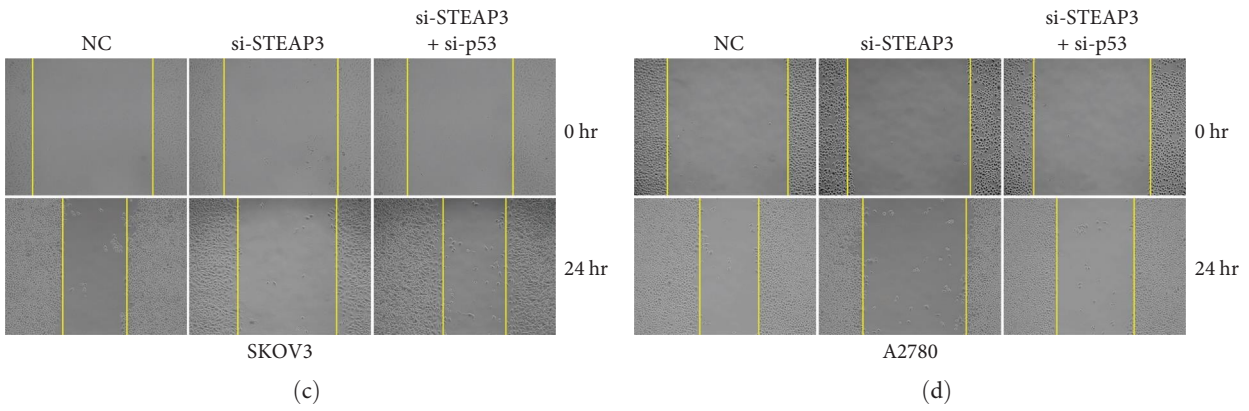 NC
si-STEAP3
si-STEAP3
+ si-p53
0 hr
24 hr
SKOV3
(c)
NC
si-STEAP3
si-STEAP3
+ si-p53
0 hr
24 hr
A2780
(d)